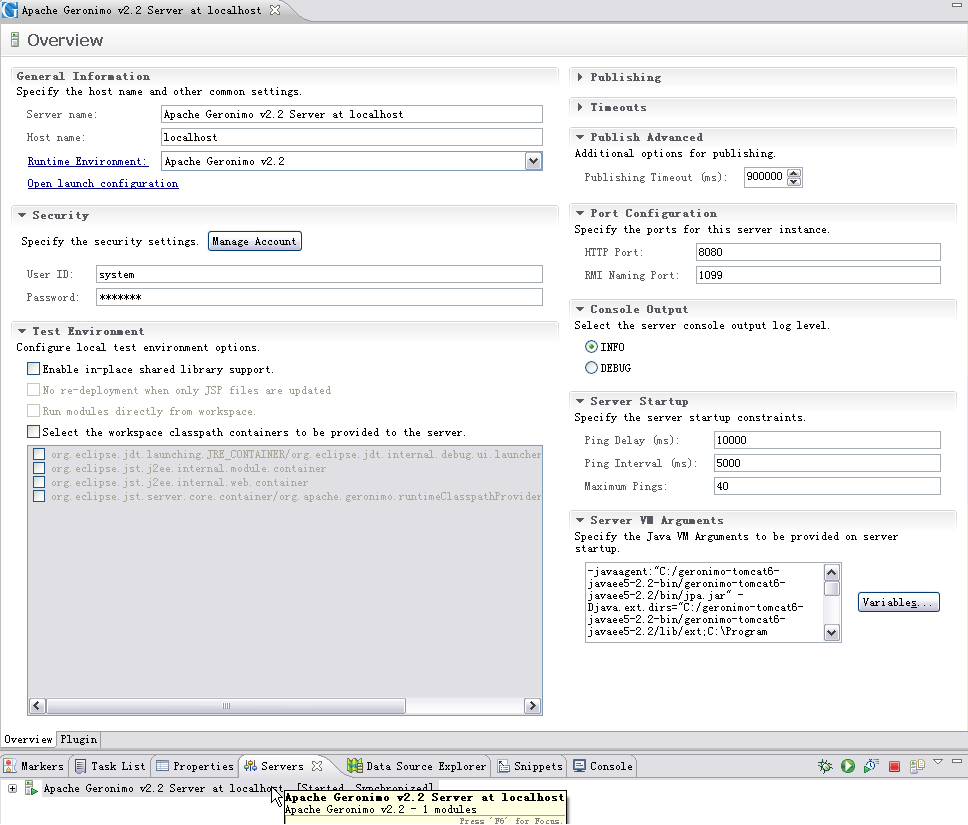 Apache Geronimo v2.2 Server at localhost
Overview
General Information
Specify the host name and other common settings.
Server name:
Apache Geronimo v2.2 Server at localhost
Host name:
localhost
Runtime Environment:
Apache Geronimo v2.2
Open launch configuration
Security
Specify the security settings.
Manage Account
User ID:
system
Password:
*******
Test Environment
Configure local test environment options.
Enable in-place shared library support.
No re-deployment when only JSP files are updated
Run modules directly from workspace.
Select the workspace classpath containers to be provided to the server.
org.eclipse.jdt.launching.JRE_CONTAINER/org.eclipse.jdt.internal.debug.ui.launcher
org.eclipse.jst.j2ee.internal.module.container
org.eclipse.jst.j2ee.internal.web.container
org.eclipse.jst.server.core.container/org.apache.geronimo.runtimeClasspathProvider
Publishing
Timeouts
Publish Advanced
Additional options for publishing.
Publishing Timeout (ms):
900000
Port Configuration
Specify the ports for this server instance.
HTTP Port:
8080
RMI Naming Port:
1099
Console Output
Select the server console output log level.
INFO
DEBUG
Server Startup
Specify the server startup constraints.
Ping Delay (ms):
10000
Ping Interval (ms):
5000
Maximum Pings:
40
Server VM Arguments
Specify the Java VM Arguments to be provided on server
startup.
-javaagent:"C:/geronimo-tomcat6-
javaee5-2.2-bin/geronimo-tomcat6-
javaee5-2.2/bin/jpa.jar" -
Djava.ext.dirs="C:/geronimo-tomcat6-
javaee5-2.2-bin/geronimo-tomcat6-
javaee5-2.2/lib/ext;C:\Program
Variables...
Overview
Plugin
Markers
Task List
Properties
Servers
Data Source Explorer
Snippets
Console
Apache Geronimo v2.2 Server at localhost [Started, Synchronized]
Apache Geronimo v2.2 Server at localhost
Apache Geronimo v2.2 - 1 modules
Press 'F6' for Focus.